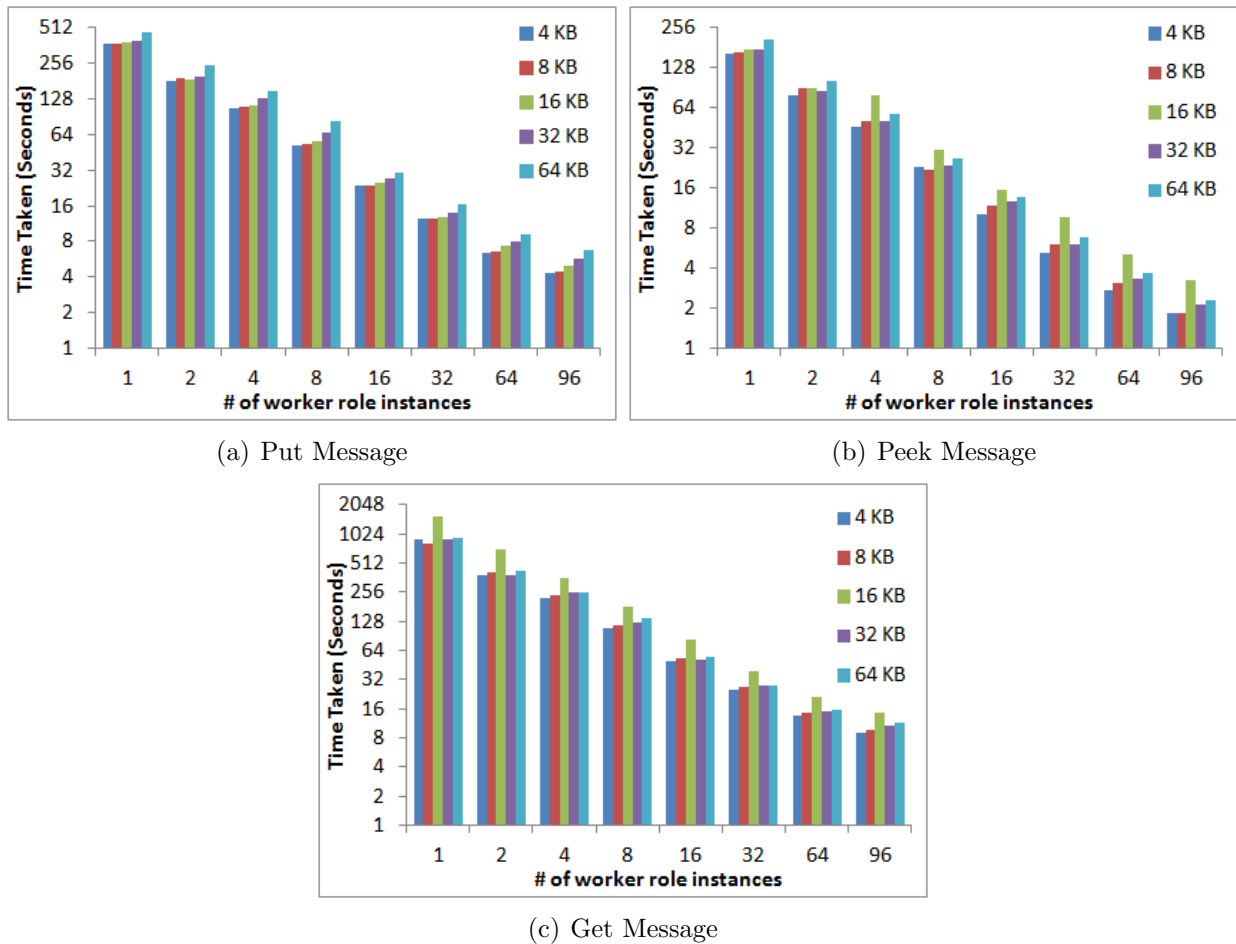 Time Taken (Seconds)
512
256
128
64
32
16
8
4
2
1
1 2 4 8 16 32 64 96
# of worker role instances
4 KB
8 KB
16 KB
32 KB
64 KB
(a) Put Message
Time Taken (Seconds)
256
128
64
32
16
8
4
2
1
1 2 4 8 16 32 64 96
# of worker role instances
4 KB
8 KB
16 KB
32 KB
64 KB
(b) Peek Message
Time Taken (Seconds)
2048
1024
512
256
128
64
32
16
8
4
2
1
1 2 4 8 16 32 64 96
# of worker role instances
4 KB
8 KB
16 KB
32 KB
64 KB
(c) Get Message